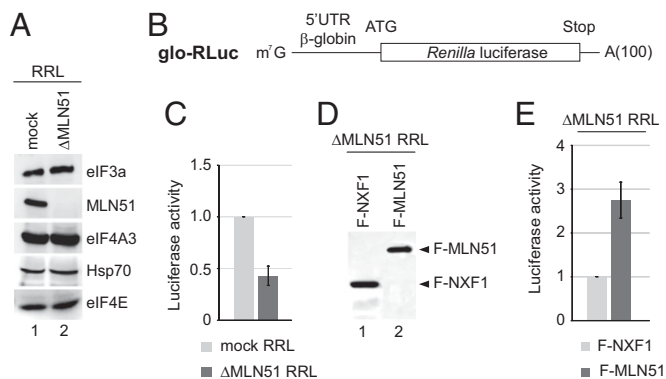 A
RRL
mock
ΔMLN51
eIF3a
MLN51
eIF4A3
Hsp70
eIF4E
1 2
B
glo-RLuc
5'UTR
β-globin
m⁷G
ATG
Renilla luciferase
Stop
A(100)
C
Luciferase activity
1.5
1.0
0.5
0
mock RRL
ΔMLN51 RRL
D
ΔMLN51 RRL
F-NXF1
F-MLN51
F-MLN51
F-NXF1
1 2
E
ΔMLN51 RRL
Luciferase activity
4
3
2
1
0
F-NXF1
F-MLN51